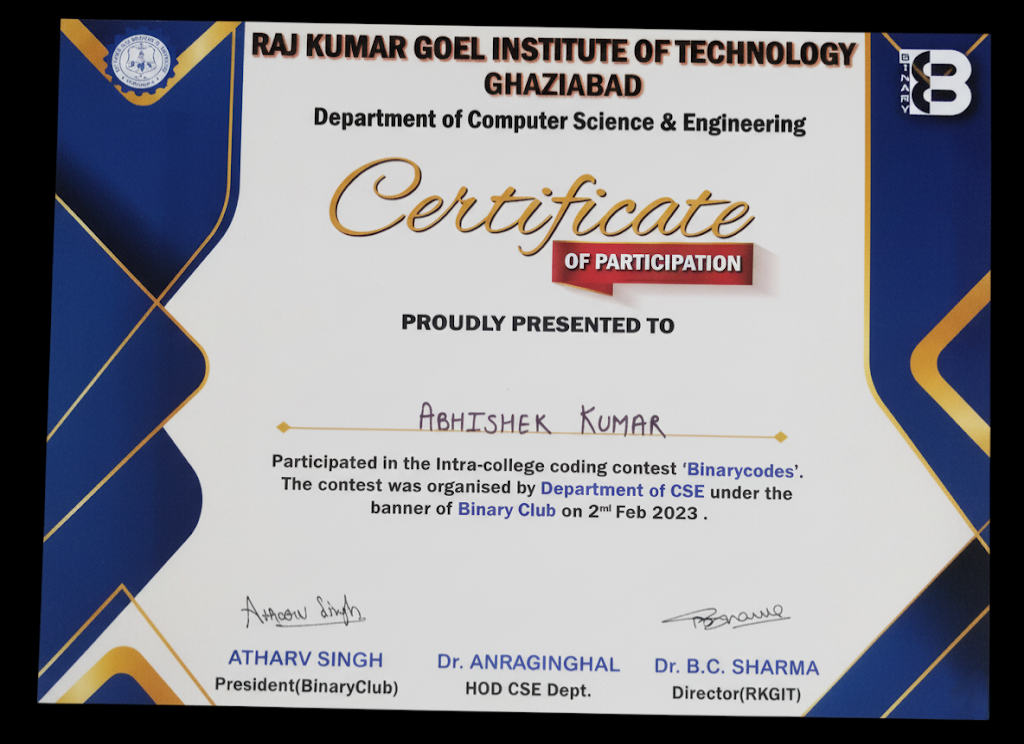 RAJ KUMAR GOEL INSTITUTE OF TECHNOLOGY
GHAZIABAD
BINARY
Department of Computer Science & Engineering
Certificate
OF PARTICIPATION
PROUDLY PRESENTED TO
ABHISHEK KUMAR
Participated in the Intra-college coding contest ‘Binarycodes’.
The contest was organised by Department of CSE under the
banner of Binary Club on 2nd Feb 2023 .
Atharv Singh
ATHARV SINGH
President(BinaryClub)
Dr. ANRAGINGHAL
HOD CSE Dept.
Dr. B.C. SHARMA
Director(RKGIT)